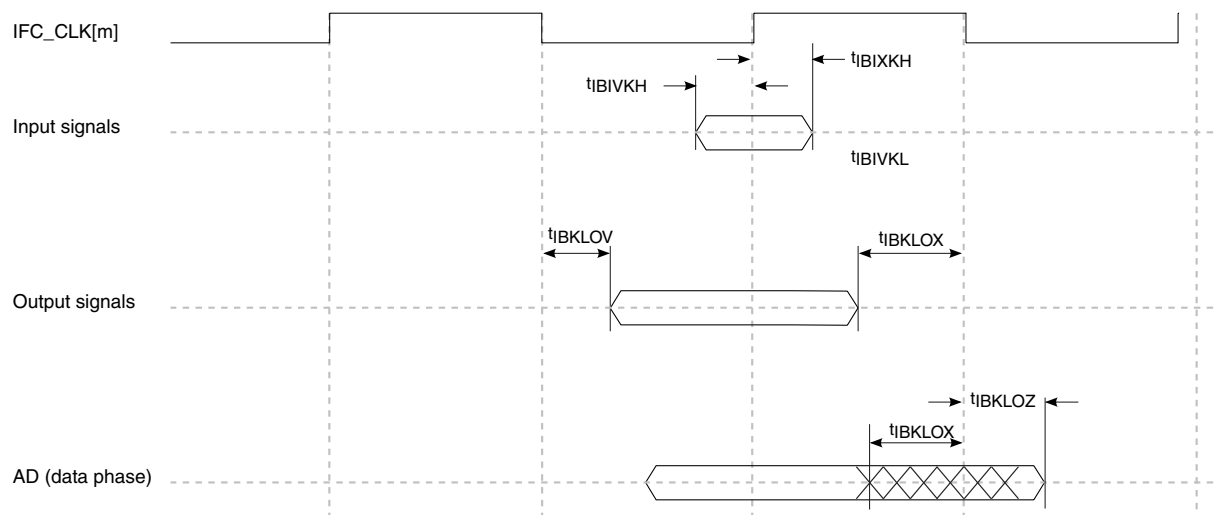 IFC_CLK[m]
tIBIXKH
tIBIVKH
Input signals
tIBIVKL
tIBKLOV
tIBKLOX
Output signals
tIBKLOZ
tIBKLOX
AD (data phase)